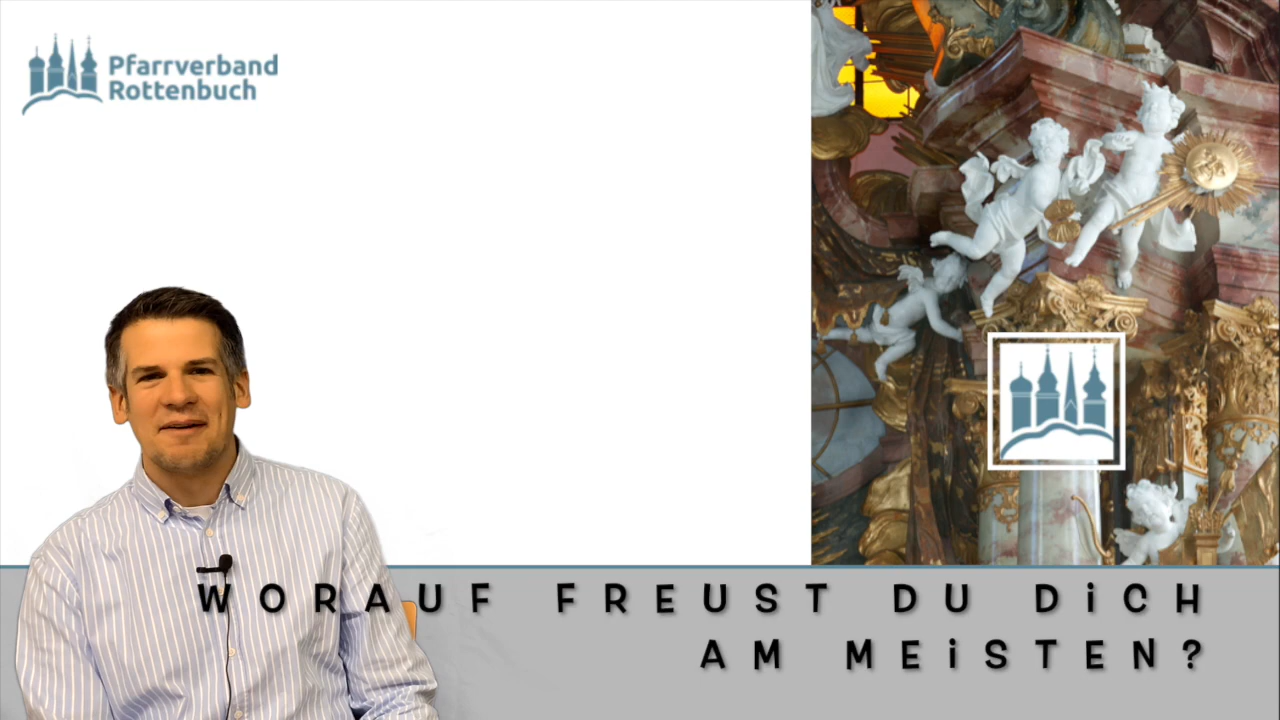 Pfarrverband
Rottenbuch
WORAUF FREUST DU DiCH
AM MEiSTEN?